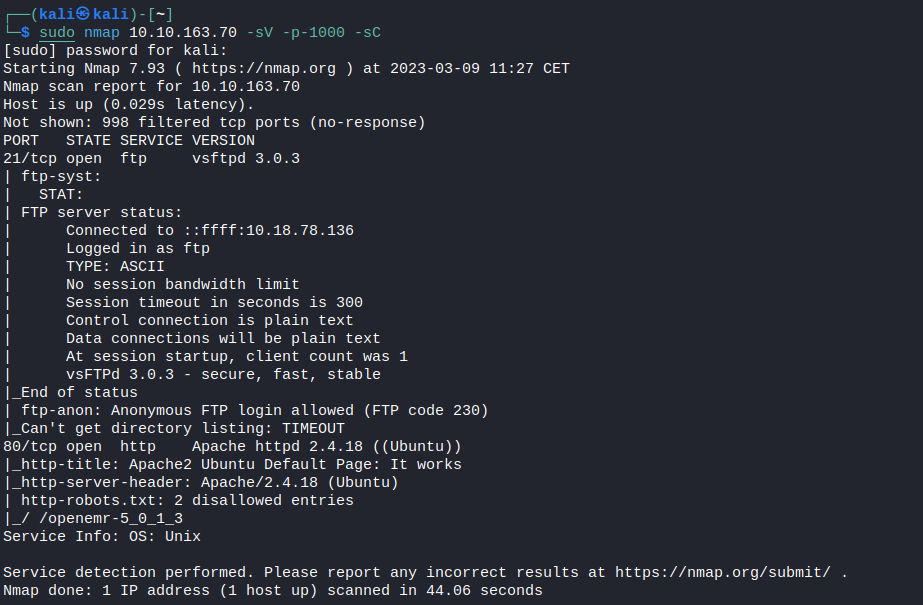 ┌──(kali㉿kali)-[~]
└─$ sudo nmap 10.10.163.70 -sV -p-1000 -sC
[sudo] password for kali:
Starting Nmap 7.93 ( https://nmap.org ) at 2023-03-09 11:27 CET
Nmap scan report for 10.10.163.70
Host is up (0.029s latency).
Not shown: 998 filtered tcp ports (no-response)
PORT   STATE SERVICE VERSION
21/tcp open  ftp     vsftpd 3.0.3
| ftp-syst:
|   STAT:
| FTP server status:
|      Connected to ::ffff:10.18.78.136
|      Logged in as ftp
|      TYPE: ASCII
|      No session bandwidth limit
|      Session timeout in seconds is 300
|      Control connection is plain text
|      Data connections will be plain text
|      At session startup, client count was 1
|      vsFTPd 3.0.3 - secure, fast, stable
|_End of status
| ftp-anon: Anonymous FTP login allowed (FTP code 230)
|_Can't get directory listing: TIMEOUT
80/tcp open  http    Apache httpd 2.4.18 ((Ubuntu))
|_http-title: Apache2 Ubuntu Default Page: It works
|_http-server-header: Apache/2.4.18 (Ubuntu)
| http-robots.txt: 2 disallowed entries
|_/ /openemr-5_0_1_3
Service Info: OS: Unix

Service detection performed. Please report any incorrect results at https://nmap.org/submit/ .
Nmap done: 1 IP address (1 host up) scanned in 44.06 seconds